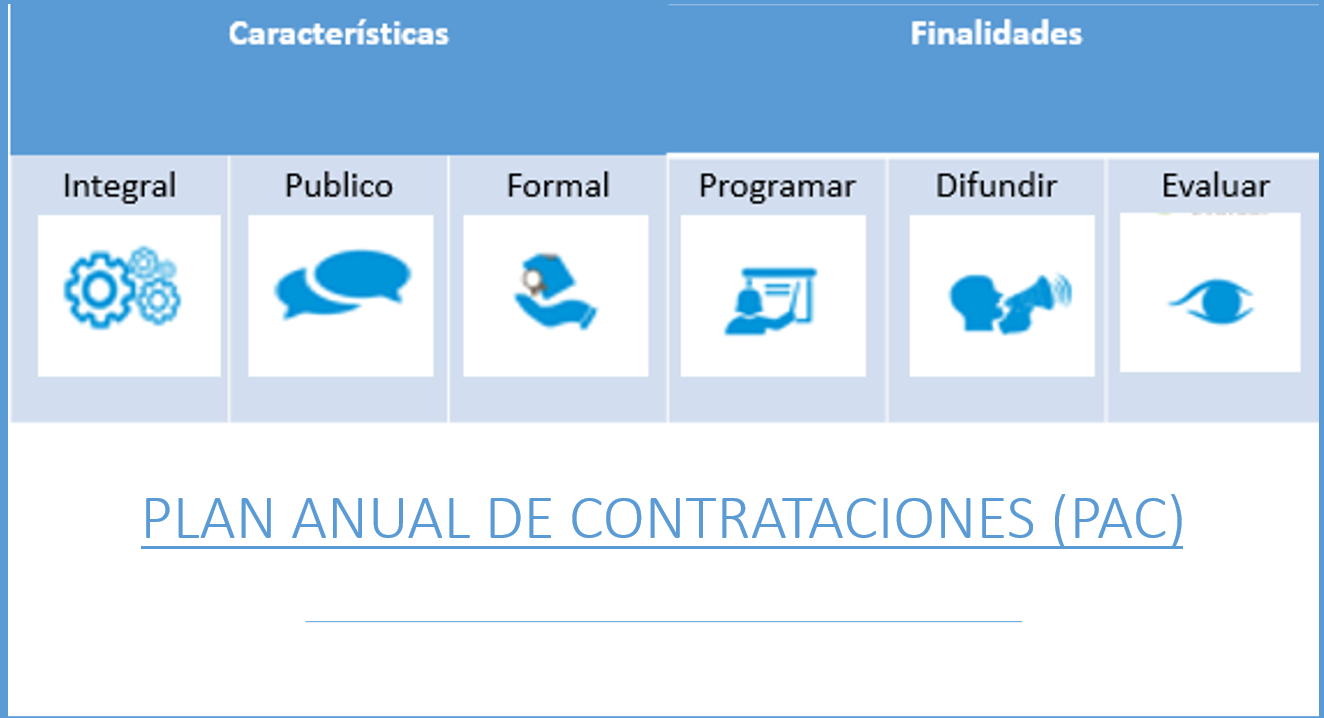 Características
Finalidades
Integral
Publico
Formal
Programar
Difundir
Evaluar
PLAN ANUAL DE CONTRATACIONES (PAC)